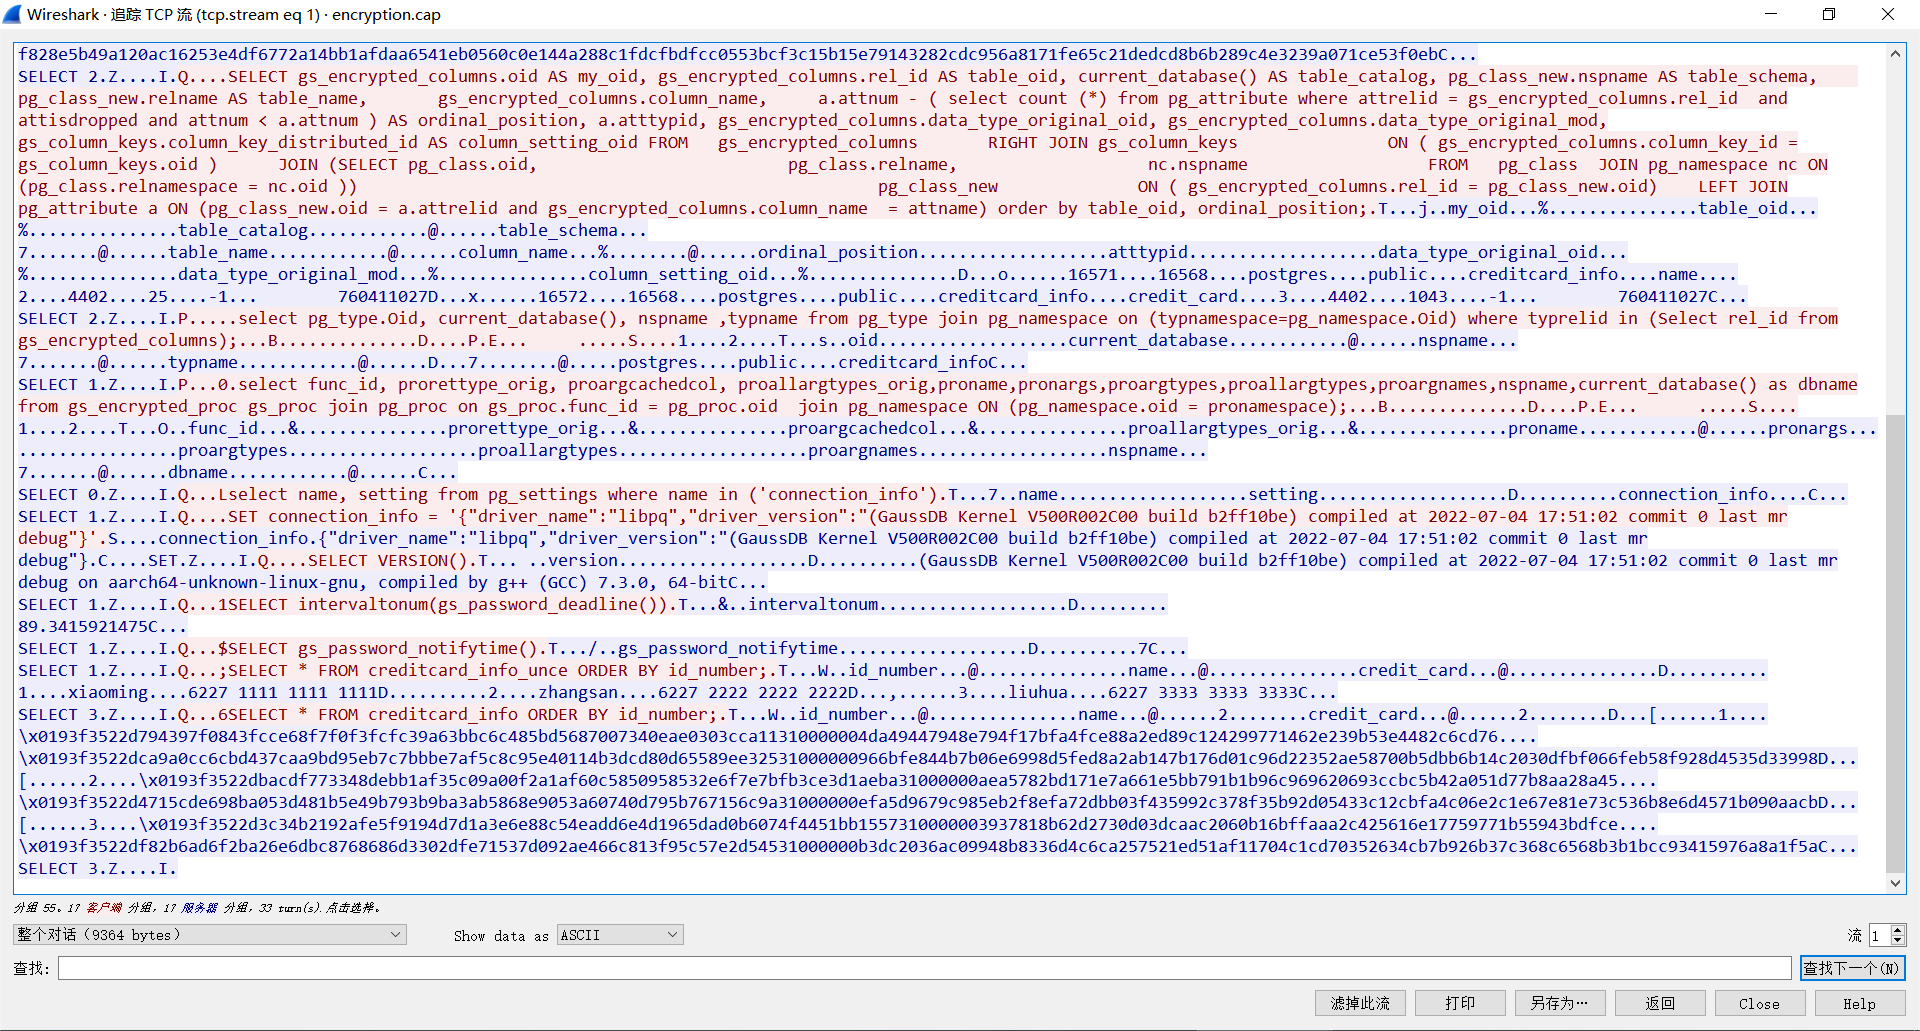 Wireshark · 追踪 TCP 流 (tcp.stream eq 1) · encryption.cap
f828e5b49a120ac16253e4df6772a14bb1afdaa6541eb0560c0e144a288c1fdcfbdfcc0553bcf3c15b15e79143282cdc956a8171fe65c21dedcd8b6b289c4e3239a071ce53f0ebC...
SELECT 2.Z....I.Q....SELECT gs_encrypted_columns.oid AS my_oid, gs_encrypted_columns.rel_id AS table_oid, current_database() AS table_catalog, pg_class_new.nspname AS table_schema,
pg_class_new.relname AS table_name,       gs_encrypted_columns.column_name,     a.attnum - ( select count (*) from pg_attribute where attrelid = gs_encrypted_columns.rel_id  and
attisdropped and attnum < a.attnum ) AS ordinal_position, a.atttypid, gs_encrypted_columns.data_type_original_oid, gs_encrypted_columns.data_type_original_mod,
gs_column_keys.column_key_distributed_id AS column_setting_oid FROM   gs_encrypted_columns       RIGHT JOIN gs_column_keys                     ON ( gs_encrypted_columns.column_key_id =
gs_column_keys.oid )      JOIN (SELECT pg_class.oid,                         pg_class.relname,                   nc.nspname                  FROM   pg_class  JOIN pg_namespace nc ON
(pg_class.relnamespace = nc.oid ))                                                    pg_class_new              ON ( gs_encrypted_columns.rel_id = pg_class_new.oid)    LEFT JOIN
pg_attribute a ON (pg_class_new.oid = a.attrelid and gs_encrypted_columns.column_name  = attname) order by table_oid, ordinal_position;.T...j..my_oid...%...............table_oid...
%...............table_catalog............@......table_schema...
7.......@......table_name............@......column_name...%........@......ordinal_position...................atttypid...................data_type_original_oid...
%...............data_type_original_mod...%...............column_setting_oid...%...............D...o......16571....16568....postgres....public....creditcard_info....name....
2....4402....25....-1...        760411027D...x......16572....16568....postgres....public....creditcard_info....credit_card....3....4402....1043....-1...       760411027C...
SELECT 2.Z....I.P.....select pg_type.Oid, current_database(), nspname ,typname from pg_type join pg_namespace on (typnamespace=pg_namespace.Oid) where typrelid in (Select rel_id from
gs_encrypted_columns);...B..............D....P.E...     .....S....1....2....T...s..oid...................current_database............@......nspname...
7.......@......typname............@......D...7........@.....postgres....public....creditcard_infoC...
SELECT 1.Z....I.P...0.select func_id, prorettype_orig, proargcachedcol, proallargtypes_orig,proname,pronargs,proargtypes,proallargtypes,proargnames,nspname,current_database() as dbname
from gs_encrypted_proc gs_proc join pg_proc on gs_proc.func_id = pg_proc.oid  join pg_namespace ON (pg_namespace.oid = pronamespace);...B..............D....P.E...      .....S....
1....2....T...O..func_id...&...............prorettype_orig...&...............proargcachedcol...&...............proallargtypes_orig...&...............proname............@......pronargs...
................proargtypes...................proallargtypes...................proargnames...................nspname...
7.......@......dbname............@......C...
SELECT 0.Z....I.Q...Lselect name, setting from pg_settings where name in ('connection_info').T...7..name...................setting...................D..........connection_info....C...
SELECT 1.Z....I.Q....SET connection_info = '{"driver_name":"libpq","driver_version":"(GaussDB Kernel V500R002C00 build b2ff10be) compiled at 2022-07-04 17:51:02 commit 0 last mr
debug"}'.S....connection_info.{"driver_name":"libpq","driver_version":"(GaussDB Kernel V500R002C00 build b2ff10be) compiled at 2022-07-04 17:51:02 commit 0 last mr
debug"}.C....SET.Z....I.Q....SELECT VERSION().T... ..version...................D..........(GaussDB Kernel V500R002C00 build b2ff10be) compiled at 2022-07-04 17:51:02 commit 0 last mr
debug on aarch64-unknown-linux-gnu, compiled by g++ (GCC) 7.3.0, 64-bitC...
SELECT 1.Z....I.Q...1SELECT intervaltonum(gs_password_deadline()).T...&..intervaltonum...................D.........
89.3415921475C...
SELECT 1.Z....I.Q...$SELECT gs_password_notifytime().T.../..gs_password_notifytime...................D..........7C...
SELECT 1.Z....I.Q...;SELECT * FROM creditcard_info_unce ORDER BY id_number;.T...W..id_number...@...............name...@...............credit_card...@...............D..........
1....xiaoming....6227 1111 1111 1111D..........2....zhangsan....6227 2222 2222 2222D...,......3....liuhua....6227 3333 3333 3333C...
SELECT 3.Z....I.Q...6SELECT * FROM creditcard_info ORDER BY id_number;.T...W..id_number...@...............name...@......2........credit_card...@......2........D...[......1....
\x0193f3522d794397f0843fcce68f7f0f3fcfc39a63bbc6c485bd5687007340eae0303cca11310000004da49447948e794f17bfa4fce88a2ed89c124299771462e239b53e4482c6cd76....
\x0193f3522dca9a0cc6cbd437caa9bd95eb7c7bbbe7af5c8c95e40114b3dcd80d65589ee32531000000966bfe844b7b06e6998d5fed8a2ab147b176d01c96d22352ae58700b5dbb6b14c2030dfbf066feb58f928d4535d33998D...
[......2....\x0193f3522dbacdf773348debb1af35c09a00f2a1af60c5850958532e6f7e7bfb3ce3d1aeba31000000aea5782bd171e7a661e5bb791b1b96c969620693ccbc5b42a051d77b8aa28a45....
\x0193f3522d4715cde698ba053d481b5e49b793b9ba3ab5868e9053a60740d795b767156c9a31000000efa5d9679c985eb2f8efa72dbb03f435992c378f35b92d05433c12cbfa4c06e2c1e67e81e73c536b8e6d4571b090aacbD...
[......3....\x0193f3522d3c34b2192afe5f9194d7d1a3e6e88c54eadd6e4d1965dad0b6074f4451bb1557310000003937818b62d2730d03dcaac2060b16bffaaa2c425616e17759771b55943bdfce....
\x0193f3522df82b6ad6f2ba26e6dbc8768686d3302dfe71537d092ae466c813f95c57e2d54531000000b3dc2036ac09948b8336d4c6ca257521ed51af11704c1cd70352634cb7b926b37c368c6568b3b1bcc93415976a8a1f5aC...
SELECT 3.Z....I.
分组 55。17 客户端 分组，17 服务器 分组，33 turn(s).点击选择。
整个对话（9364 bytes）
Show data as ASCII
流 1
查找:
查找下一个(N)
滤掉此流
打印
另存为…
返回
Close
Help